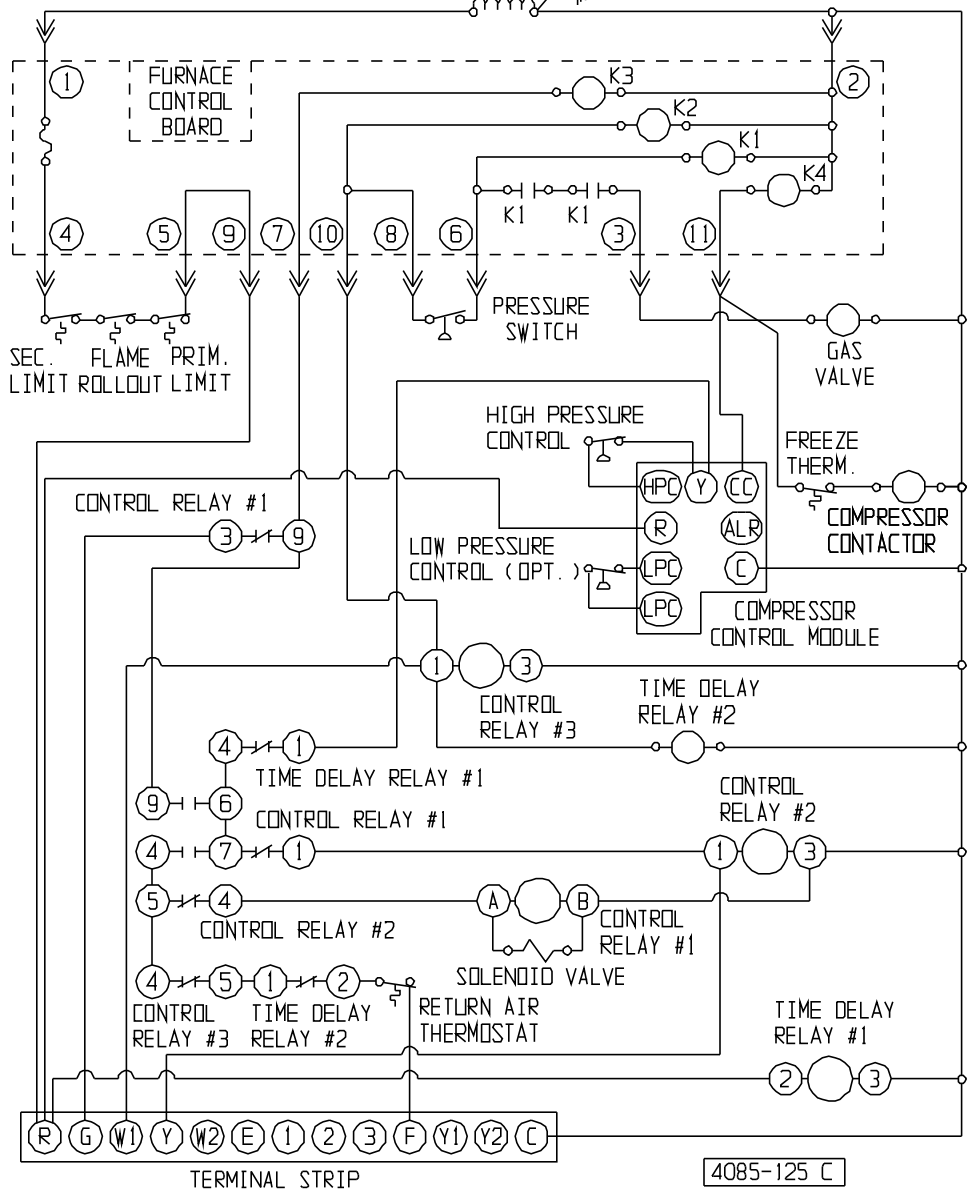 K3
1
FURNACE
CONTROL
BOARD
2
K2
K1
K4
K1
K1
4
5
9
7
10
8
6
3
11
PRESSURE
SWITCH
SEC.
LIMIT
FLAME
ROLLOUT
PRIM.
LIMIT
GAS
VALVE
HIGH PRESSURE
CONTROL
FREEZE
THERM.
HPC
Y
CC
CONTROL RELAY #1
3
9
R
ALR
COMPRESSOR
CONTACTOR
LOW PRESSURE
CONTROL (OPT.)
LPC
C
LPC
COMPRESSOR
CONTROL MODULE
1
3
CONTROL
RELAY #3
TIME DELAY
RELAY #2
4
1
TIME DELAY RELAY #1
CONTROL
RELAY #2
9
6
CONTROL RELAY #1
4
7
1
1
3
5
4
A
B
CONTROL RELAY #2
CONTROL
RELAY #1
SOLENOID VALVE
4
5
1
2
CONTROL
RELAY #3
TIME DELAY
RELAY #2
RETURN AIR
THERMOSTAT
TIME DELAY
RELAY #1
2
3
R
G
W1
Y
W2
E
1
2
3
F
Y1
Y2
C
TERMINAL STRIP
4085-125 C